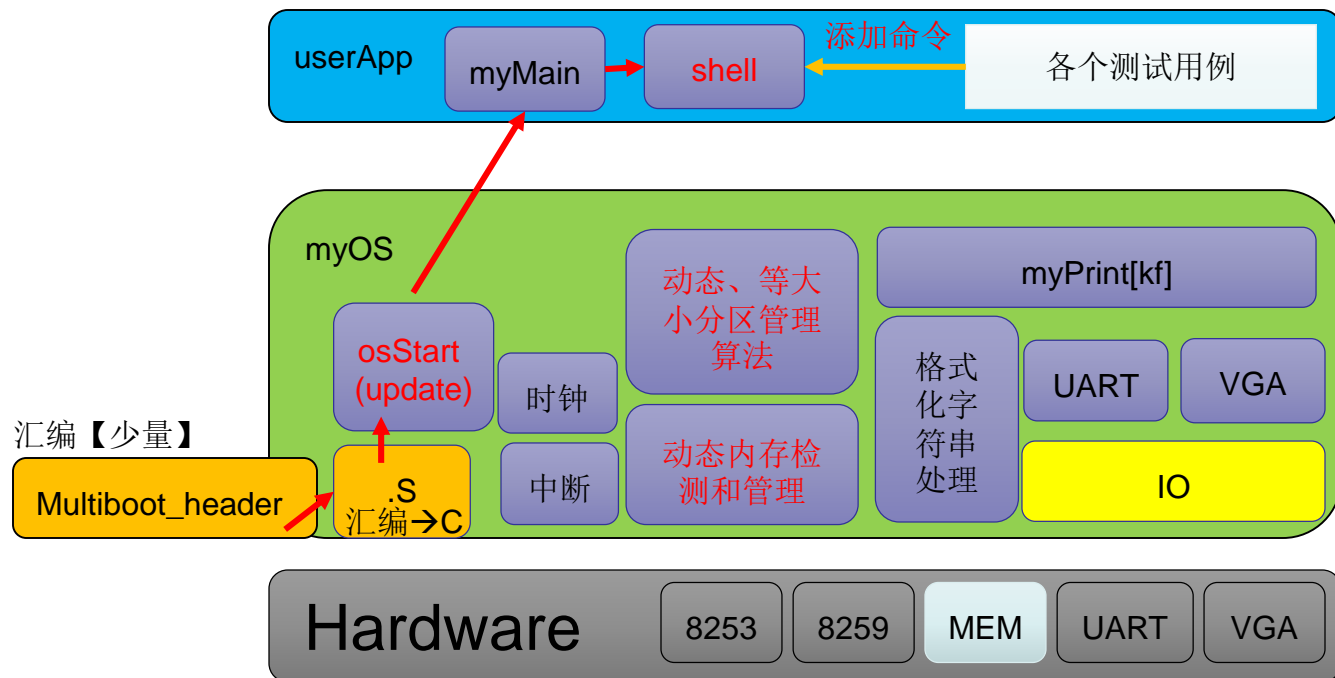 userApp
myMain
shell
添加命令
各个测试用例
myOS
osStart
(update)
时钟
中断
动态、等大
小分区管理
算法
动态内存检
测和管理
myPrint[kf]
格式
化字
符串
处理
UART
VGA
IO
汇编【少量】
Multiboot_header
.S
汇编→C
Hardware
8253
8259
MEM
UART
VGA